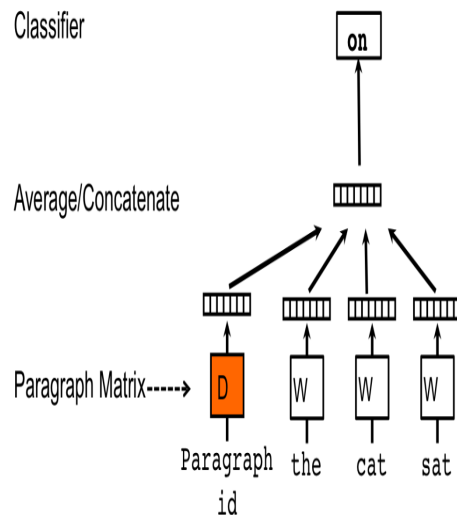 Classifier
on
Average/Concatenate
Paragraph Matrix----->
D W W W
Paragraph the cat sat
id